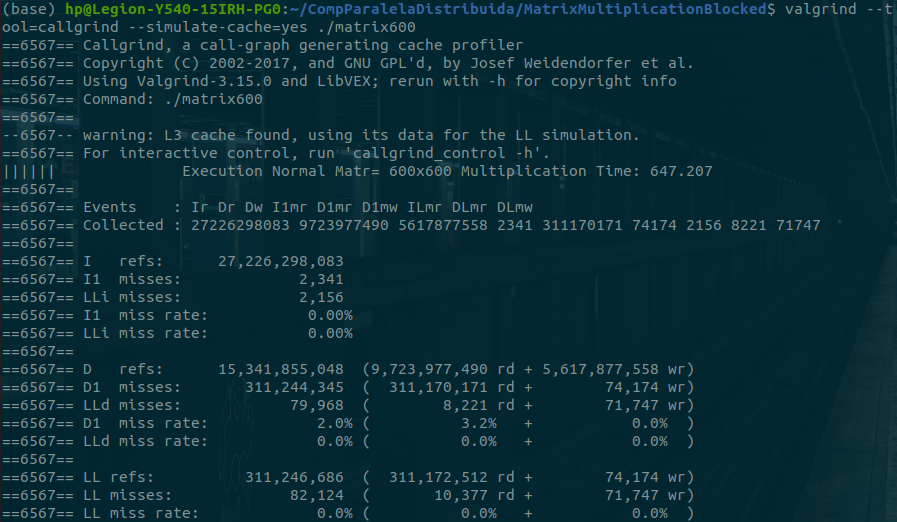 (base) hp@Legion-Y540-15IRH-PG0:~/CompParalelaDistribuida/MatrixMultiplicationBlocked$ valgrind --t
ool=callgrind --simulate-cache=yes ./matrix600
==6567== Callgrind, a call-graph generating cache profiler
==6567== Copyright (C) 2002-2017, and GNU GPL'd, by Josef Weidendorfer et al.
==6567== Using Valgrind-3.15.0 and LibVEX; rerun with -h for copyright info
==6567== Command: ./matrix600
==6567==
--6567-- warning: L3 cache found, using its data for the LL simulation.
==6567== For interactive control, run 'callgrind_control -h'.
||||||              Execution Normal Matr= 600x600 Multiplication Time: 647.207
==6567==
==6567== Events    : Ir Dr Dw I1mr D1mr D1mw ILmr DLmr DLmw
==6567== Collected : 27226298083 9723977490 5617877558 2341 311170171 74174 2156 8221 71747
==6567==
==6567== I   refs:      27,226,298,083
==6567== I1  misses:             2,341
==6567== LLi misses:             2,156
==6567== I1  miss rate:           0.00%
==6567== LLi miss rate:           0.00%
==6567==
==6567== D   refs:      15,341,855,048  (9,723,977,490 rd + 5,617,877,558 wr)
==6567== D1  misses:       311,244,345  (  311,170,171 rd +        74,174 wr)
==6567== LLd misses:            79,968  (        8,221 rd +        71,747 wr)
==6567== D1  miss rate:            2.0% (          3.2%   +           0.0%  )
==6567== LLd miss rate:            0.0% (          0.0%   +           0.0%  )
==6567==
==6567== LL refs:          311,246,686  (  311,172,512 rd +        74,174 wr)
==6567== LL misses:             82,124  (       10,377 rd +        71,747 wr)
==6567== LL miss rate:             0.0% (          0.0%   +           0.0%  )